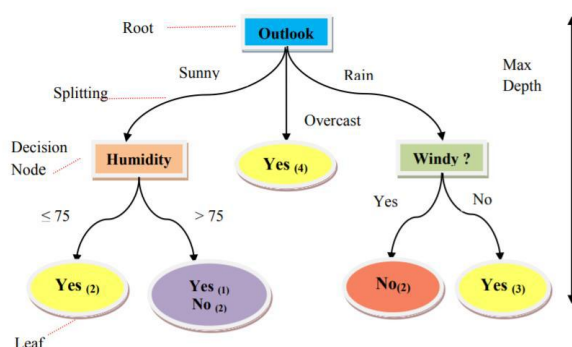 Root
Outlook
Max
Depth
Sunny
Rain
Splitting
Overcast
Decision
Node
Humidity
Yes (4)
Windy ?
≤ 75
> 75
Yes
No
Yes (2)
Yes (1)
No (2)
No(2)
Yes (3)
Leaf